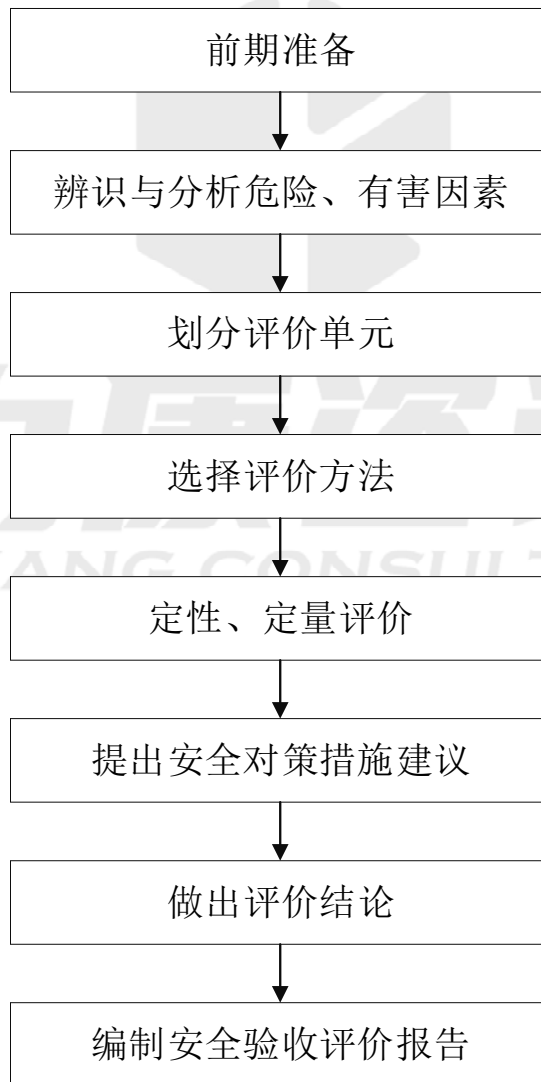 前期准备
辨识与分析危险、有害因素
划分评价单元
选择评价方法
定性、定量评价
提出安全对策措施建议
做出评价结论
编制安全验收评价报告